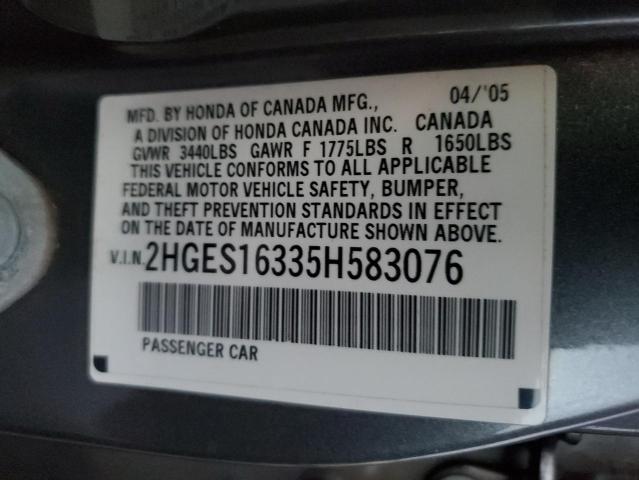 MFD. BY HONDA OF CANADA MFG., 04/'05
A DIVISION OF HONDA CANADA INC. CANADA
GVWR 3440LBS GAWR F 1775LBS R 1650LBS
THIS VEHICLE CONFORMS TO ALL APPLICABLE
FEDERAL MOTOR VEHICLE SAFETY, BUMPER,
AND THEFT PREVENTION STANDARDS IN EFFECT
ON THE DATE OF MANUFACTURE SHOWN ABOVE.
V.I.N. 2HGES16335H583076
PASSENGER CAR